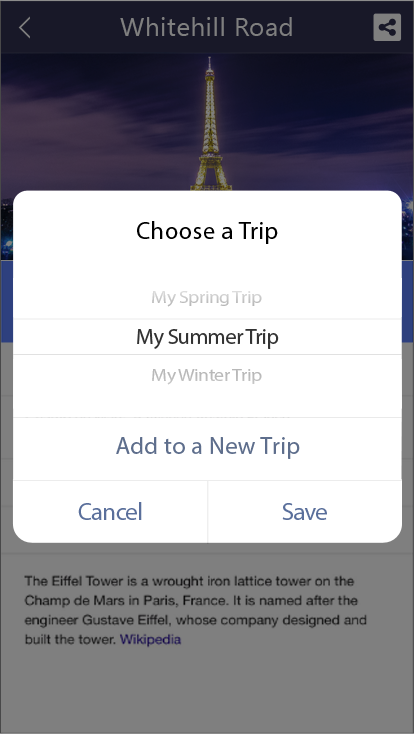 Whitehill Road
Choose a Trip
My Spring Trip
My Summer Trip
My Winter Trip
Add to a New Trip
Cancel
Save
The Eiffel Tower is a wrought iron lattice tower on the
Champ de Mars in Paris, France. It is named after the
engineer Gustave Eiffel, whose company designed and
built the tower. Wikipedia